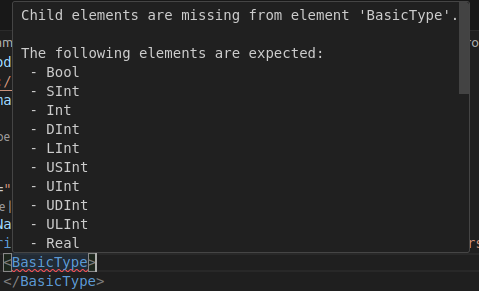 Child elements are missing from element 'BasicType'.
The following elements are expected:
- Bool
- SInt
- Int
- DInt
- LInt
- USInt
- UInt
- UDInt
- ULInt
- Real
<BasicType>
</BasicType>